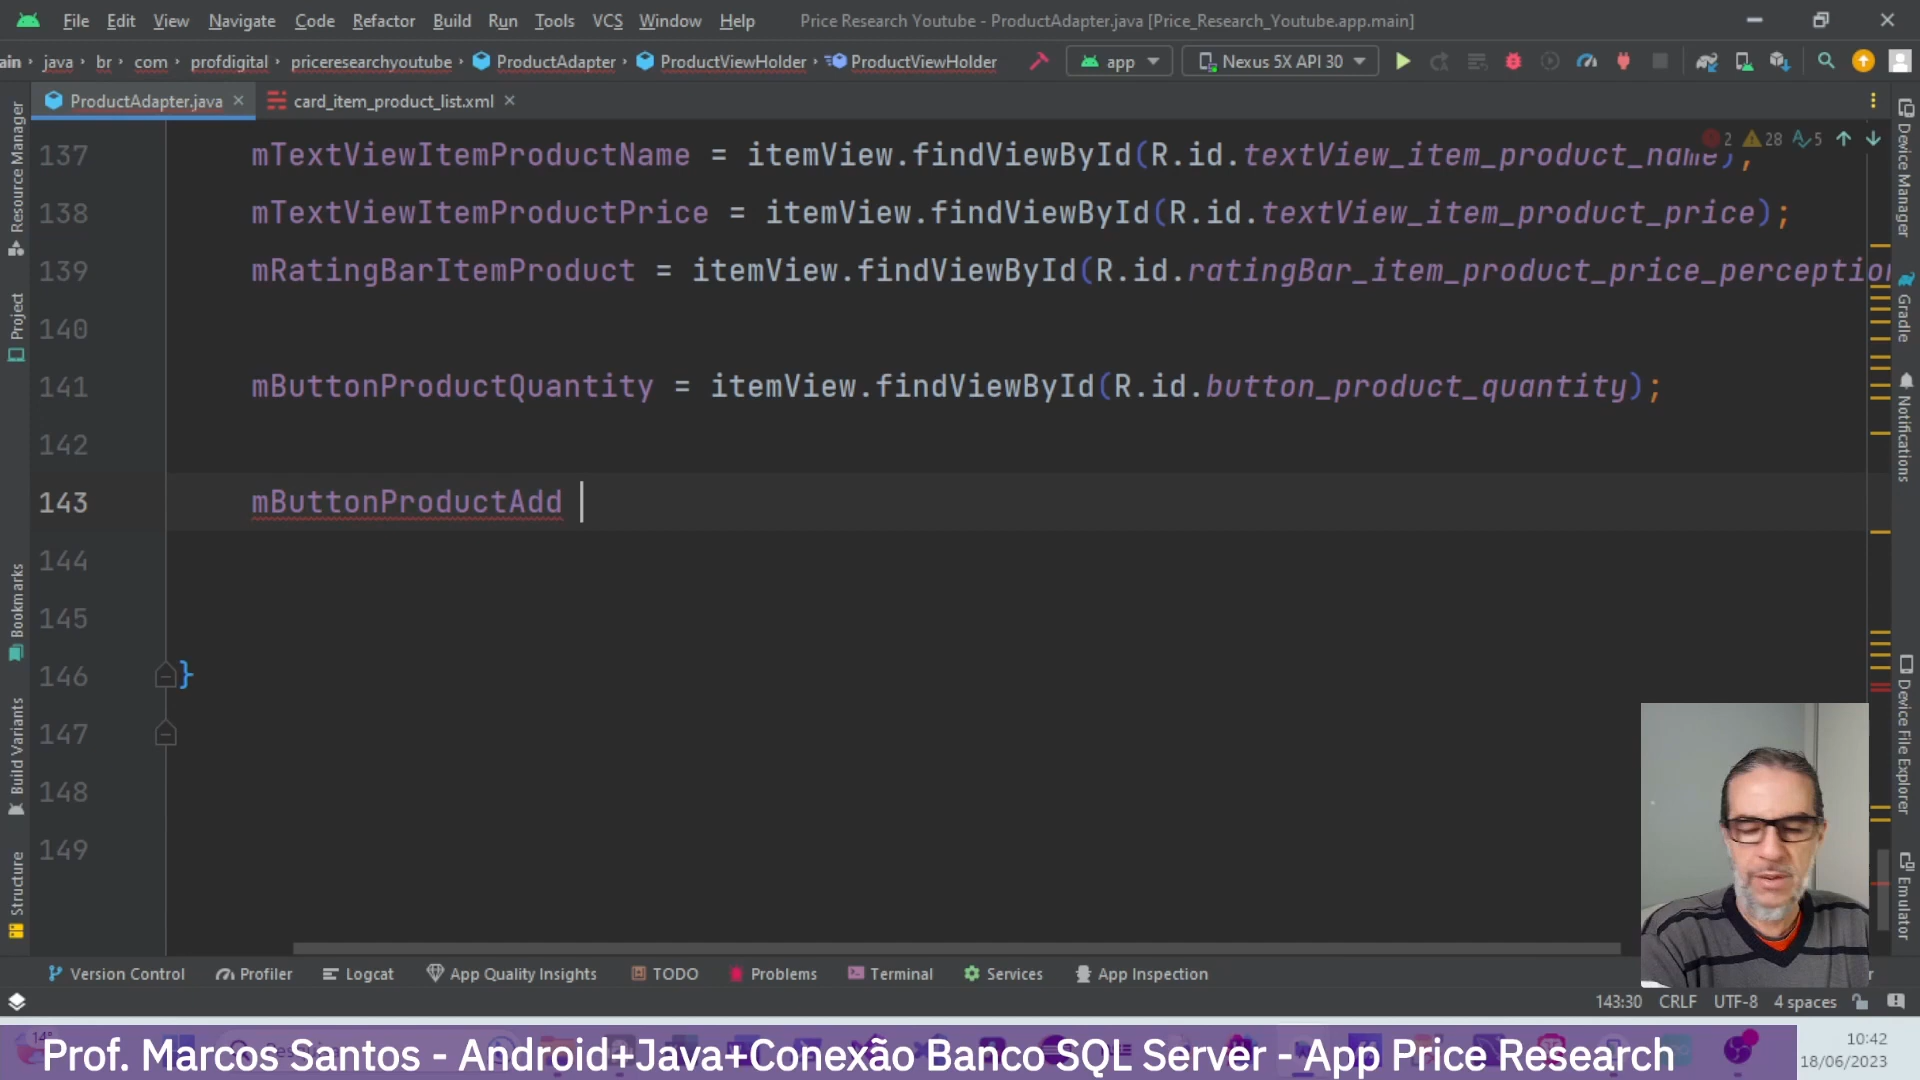 File Edit View Navigate Code Refactor Build Run Tools VCS Window Help Price Research Youtube - ProductAdapter.java [Price_Research_Youtube.app.main]
ain java br com profdigital priceresearchyoutube ProductAdapter ProductViewHolder ProductViewHolder app Nexus 5X API 30
ProductAdapter.java card_item_product_list.xml
2 28 5
137 mTextViewItemProductName = itemView.findViewById(R.id.textView_item_product_name);
138 mTextViewItemProductPrice = itemView.findViewById(R.id.textView_item_product_price);
139 mRatingBarItemProduct = itemView.findViewById(R.id.ratingBar_item_product_price_perception
140
141 mButtonProductQuantity = itemView.findViewById(R.id.button_product_quantity);
142
143 mButtonProductAdd
144
145
146 }
147
148
149
Resource Manager
Project
Bookmarks
Build Variants
Structure
Device Manager
Gradle
Notifications
Device File Explorer
Emulator
Version Control Profiler Logcat App Quality Insights TODO Problems Terminal Services App Inspection
143:30 CRLF UTF-8 4 spaces
Prof. Marcos Santos - Android+Java+Conexão Banco SQL Server - App Price Research
10:42
18/06/2023